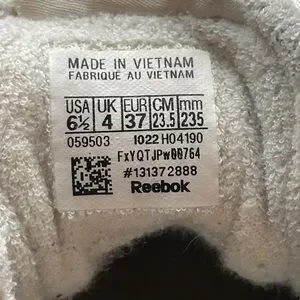 MADE IN VIETNAM
FABRIQUE AU VIETNAM
USA UK EUR CM mm
6½ 4 37 23.5 235
059503 1022 H04190
FxYQTJPw00764
#131372888
Reebok